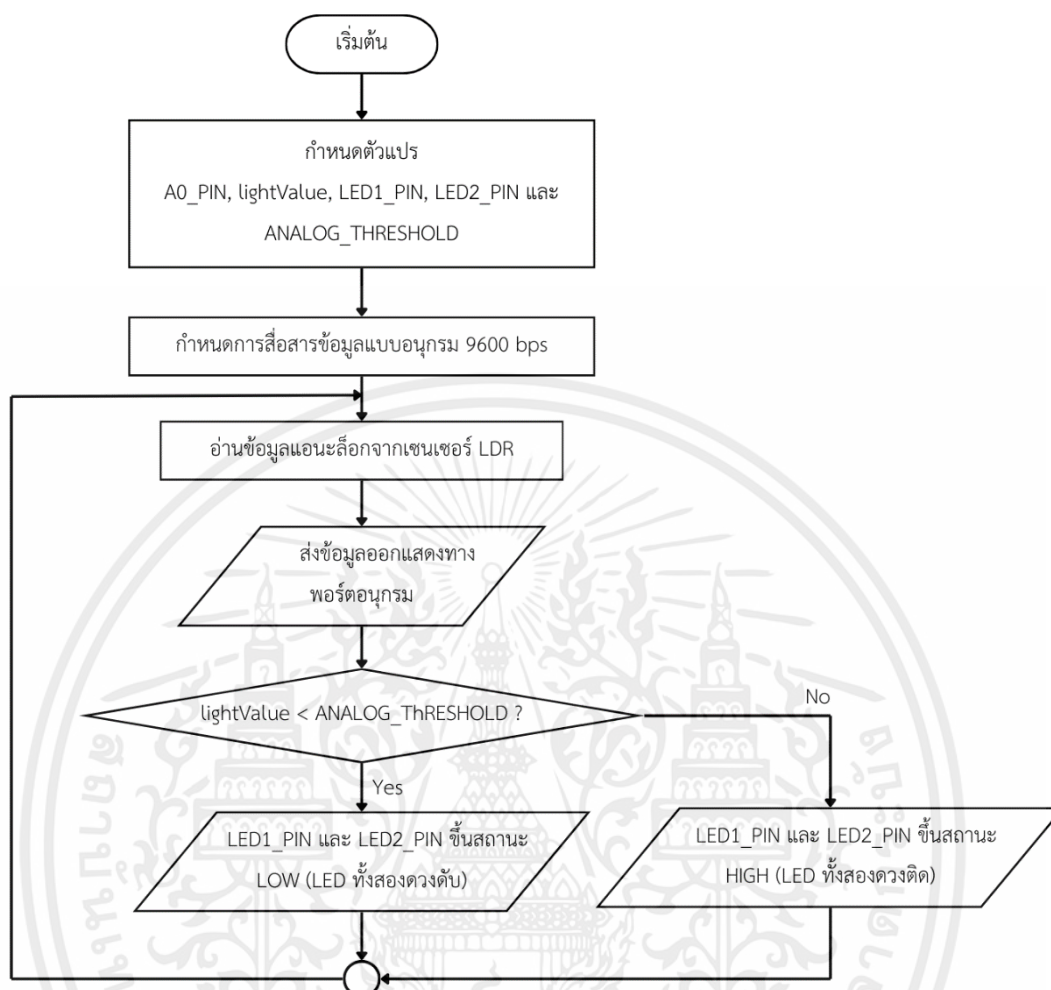 เริ่มต้น
กำหนดตัวแปร
A0_PIN, lightValue, LED1_PIN, LED2_PIN และ
ANALOG_THRESHOLD
กำหนดการสื่อสารข้อมูลแบบอนุกรม 9600 bps
อ่านข้อมูลแอนะล็อกจากเซนเซอร์ LDR
ส่งข้อมูลออกแสดงทาง
พอร์ตอนุกรม
lightValue < ANALOG_ThRESHOLD ?
No
Yes
LED1_PIN และ LED2_PIN ขึ้นสถานะ
LOW (LED ทั้งสองดวงดับ)
LED1_PIN และ LED2_PIN ขึ้นสถานะ
HIGH (LED ทั้งสองดวงติด)